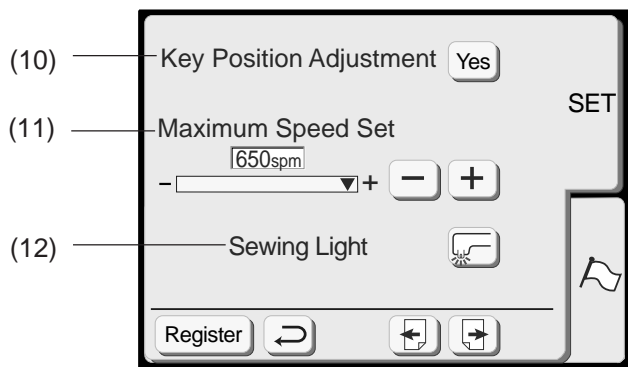 (10) Key Position Adjustment Yes
SET
(11) Maximum Speed Set
650spm
- + − +
(12) Sewing Light
Register